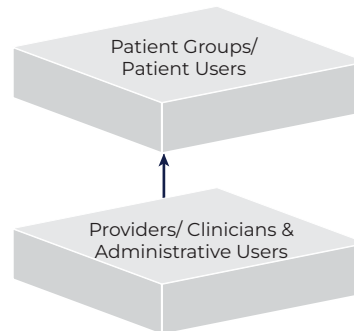 Patient Groups/
Patient Users
Providers/ Clinicians &
Administrative Users